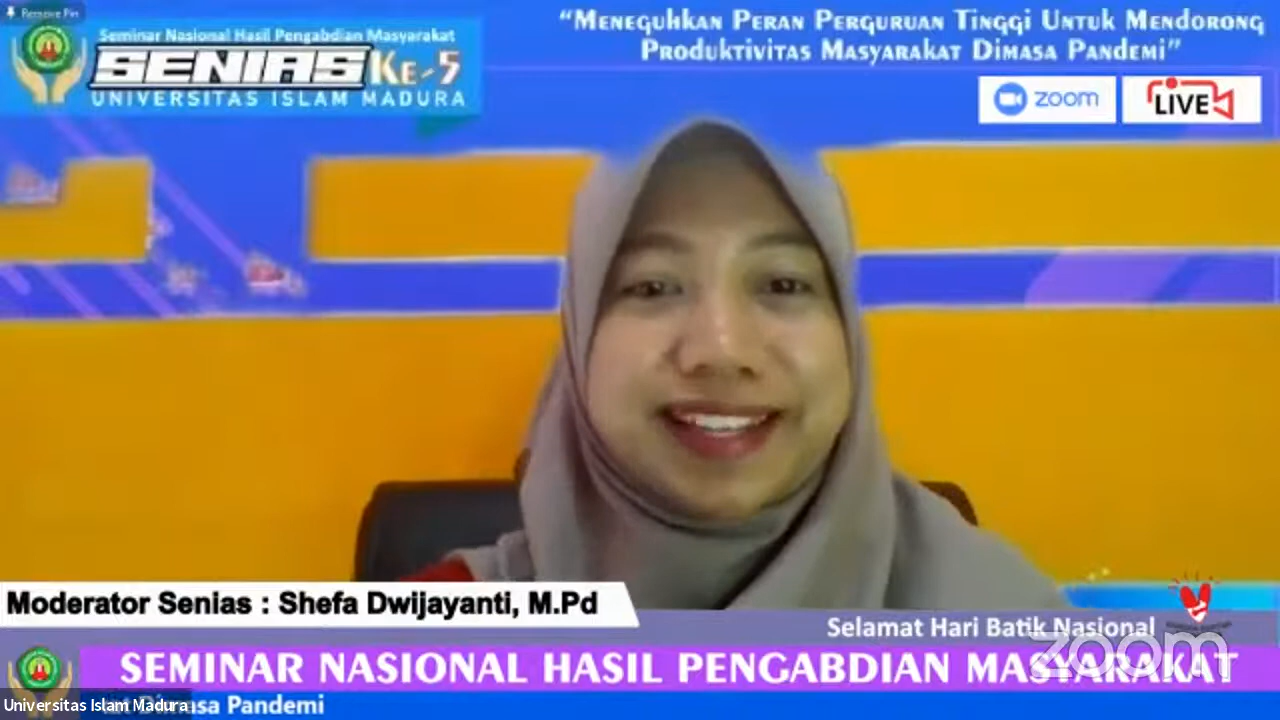 Remove Pin
Seminar Nasional Hasil Pengabdian Masyarakat
SENIAS KE-5
UNIVERSITAS ISLAM MADURA
“MENEGUHKAN PERAN PERGURUAN TINGGI UNTUK MENDORONG
PRODUKTIVITAS MASYARAKAT DIMASA PANDEMI”
zoom
LIVE
Moderator Senias : Shefa Dwijayanti, M.Pd
Selamat Hari Batik Nasional
zoom
SEMINAR NASIONAL HASIL PENGABDIAN MASYARAKAT
Universitas Islam Madura
Pandemi